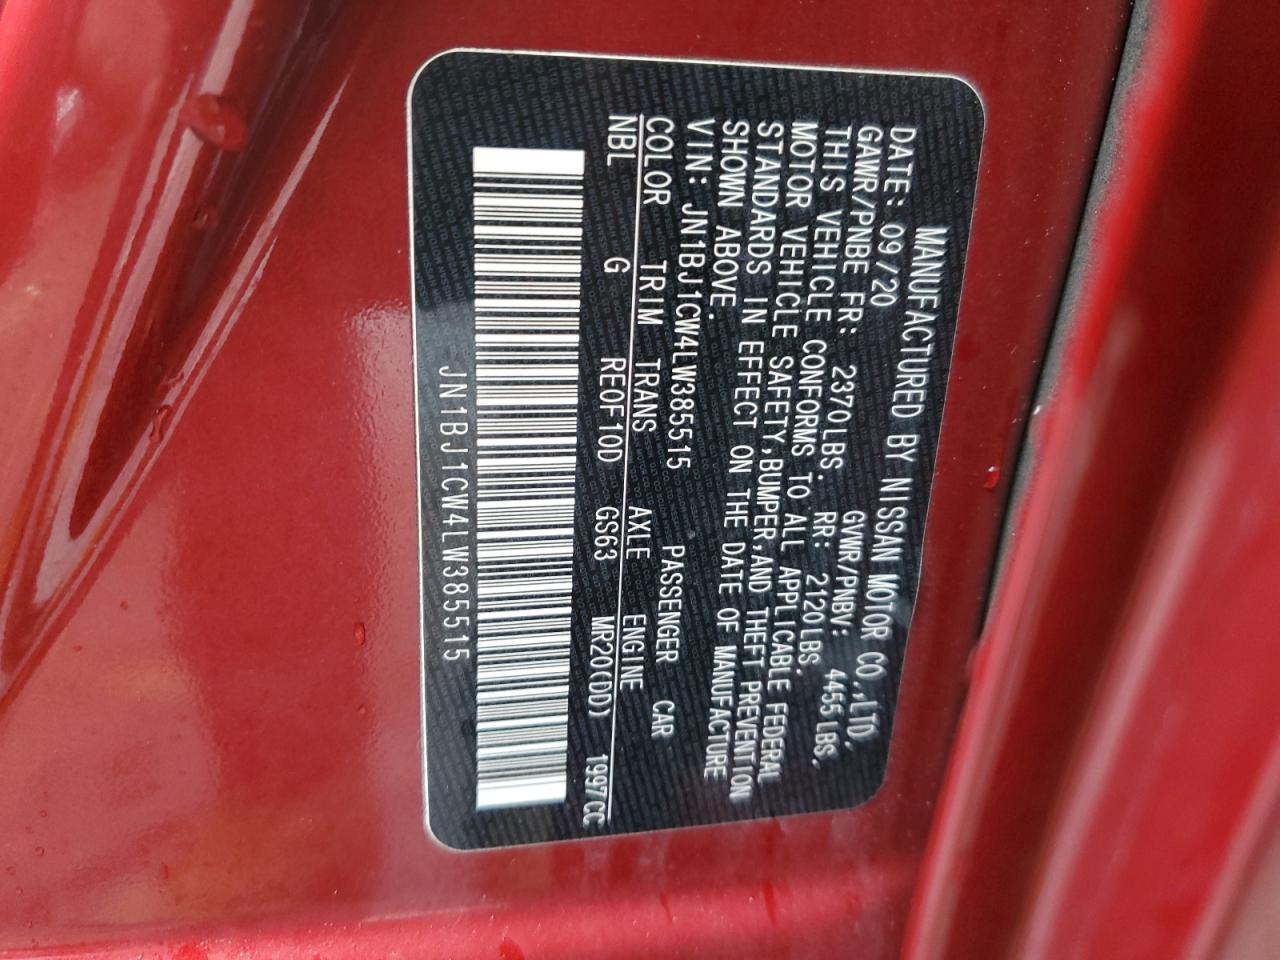 MANUFACTURED BY NISSAN MOTOR CO.,LTD.
DATE: 09/20 GVWR/PNBV: 4455 LBS.
GAWR/PNBE FR: 2370LBS. RR: 2120LBS.
THIS VEHICLE CONFORMS TO ALL APPLICABLE FEDERAL
MOTOR VEHICLE SAFETY,BUMPER,AND THEFT PREVENTION
STANDARDS IN EFFECT ON THE DATE OF MANUFACTURE
SHOWN ABOVE.
VIN: JN1BJ1CW4LW385515 PASSENGER CAR
COLOR TRIM TRANS AXLE ENGINE
NBL G RE0F10D GS63 MR20(DD) 1997CC
JN1BJ1CW4LW385515